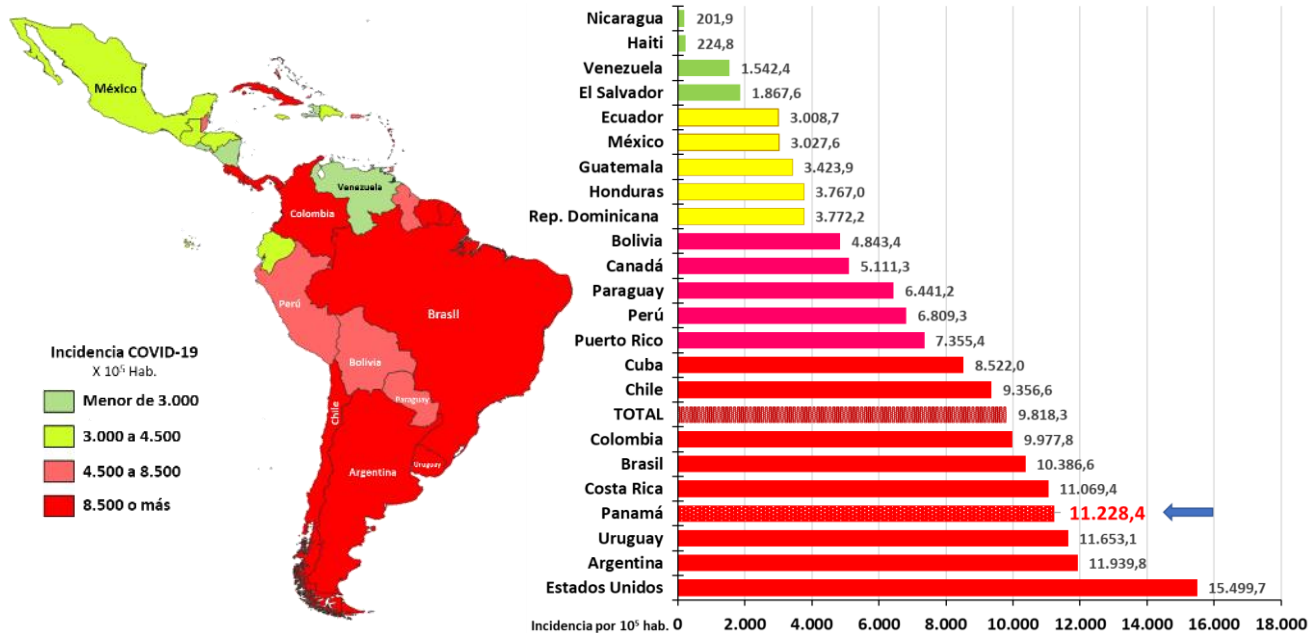 México
Venezuela
Colombia
Perú
Brasil
Bolivia
Paraguay
Chile
Argentina
Uruguay
Incidencia COVID-19
X 10⁵ Hab.
Menor de 3.000
3.000 a 4.500
4.500 a 8.500
8.500 o más
Nicaragua 201,9
Haiti 224,8
Venezuela 1.542,4
El Salvador 1.867,6
Ecuador 3.008,7
México 3.027,6
Guatemala 3.423,9
Honduras 3.767,0
Rep. Dominicana 3.772,2
Bolivia 4.843,4
Canadá 5.111,3
Paraguay 6.441,2
Perú 6.809,3
Puerto Rico 7.355,4
Cuba 8.522,0
Chile 9.356,6
TOTAL 9.818,3
Colombia 9.977,8
Brasil 10.386,6
Costa Rica 11.069,4
Panamá 11.228,4
Uruguay 11.653,1
Argentina 11.939,8
Estados Unidos 15.499,7
Incidencia por 10⁵ hab. 0 2.000 4.000 6.000 8.000 10.000 12.000 14.000 16.000 18.000